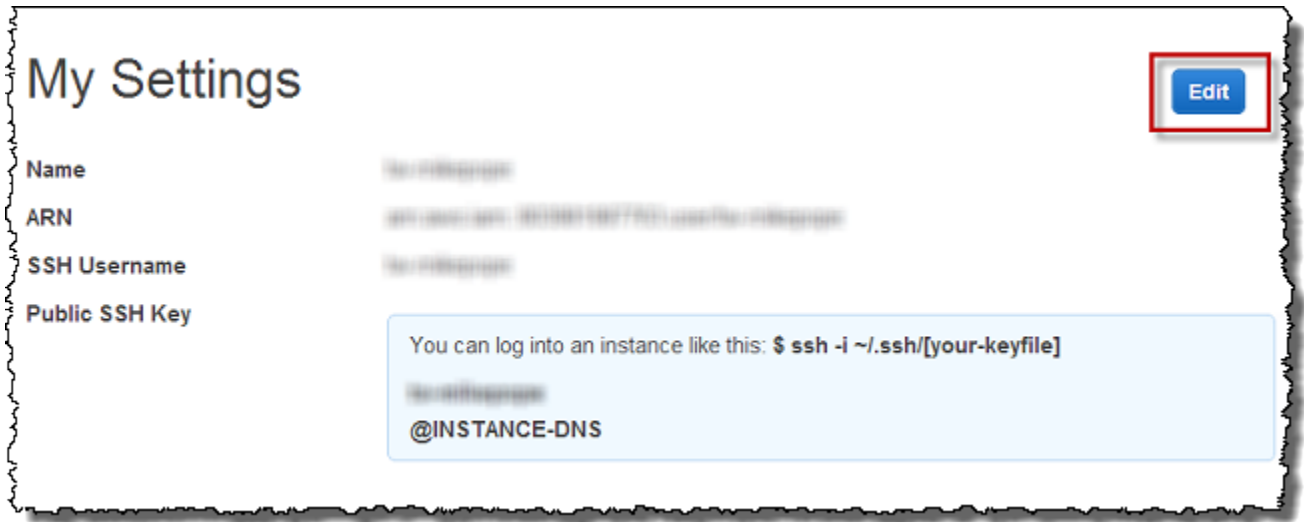 My Settings
Edit
Name
ARN
SSH Username
Public SSH Key
You can log into an instance like this: $ ssh -i ~/.ssh/[your-keyfile]
@INSTANCE-DNS